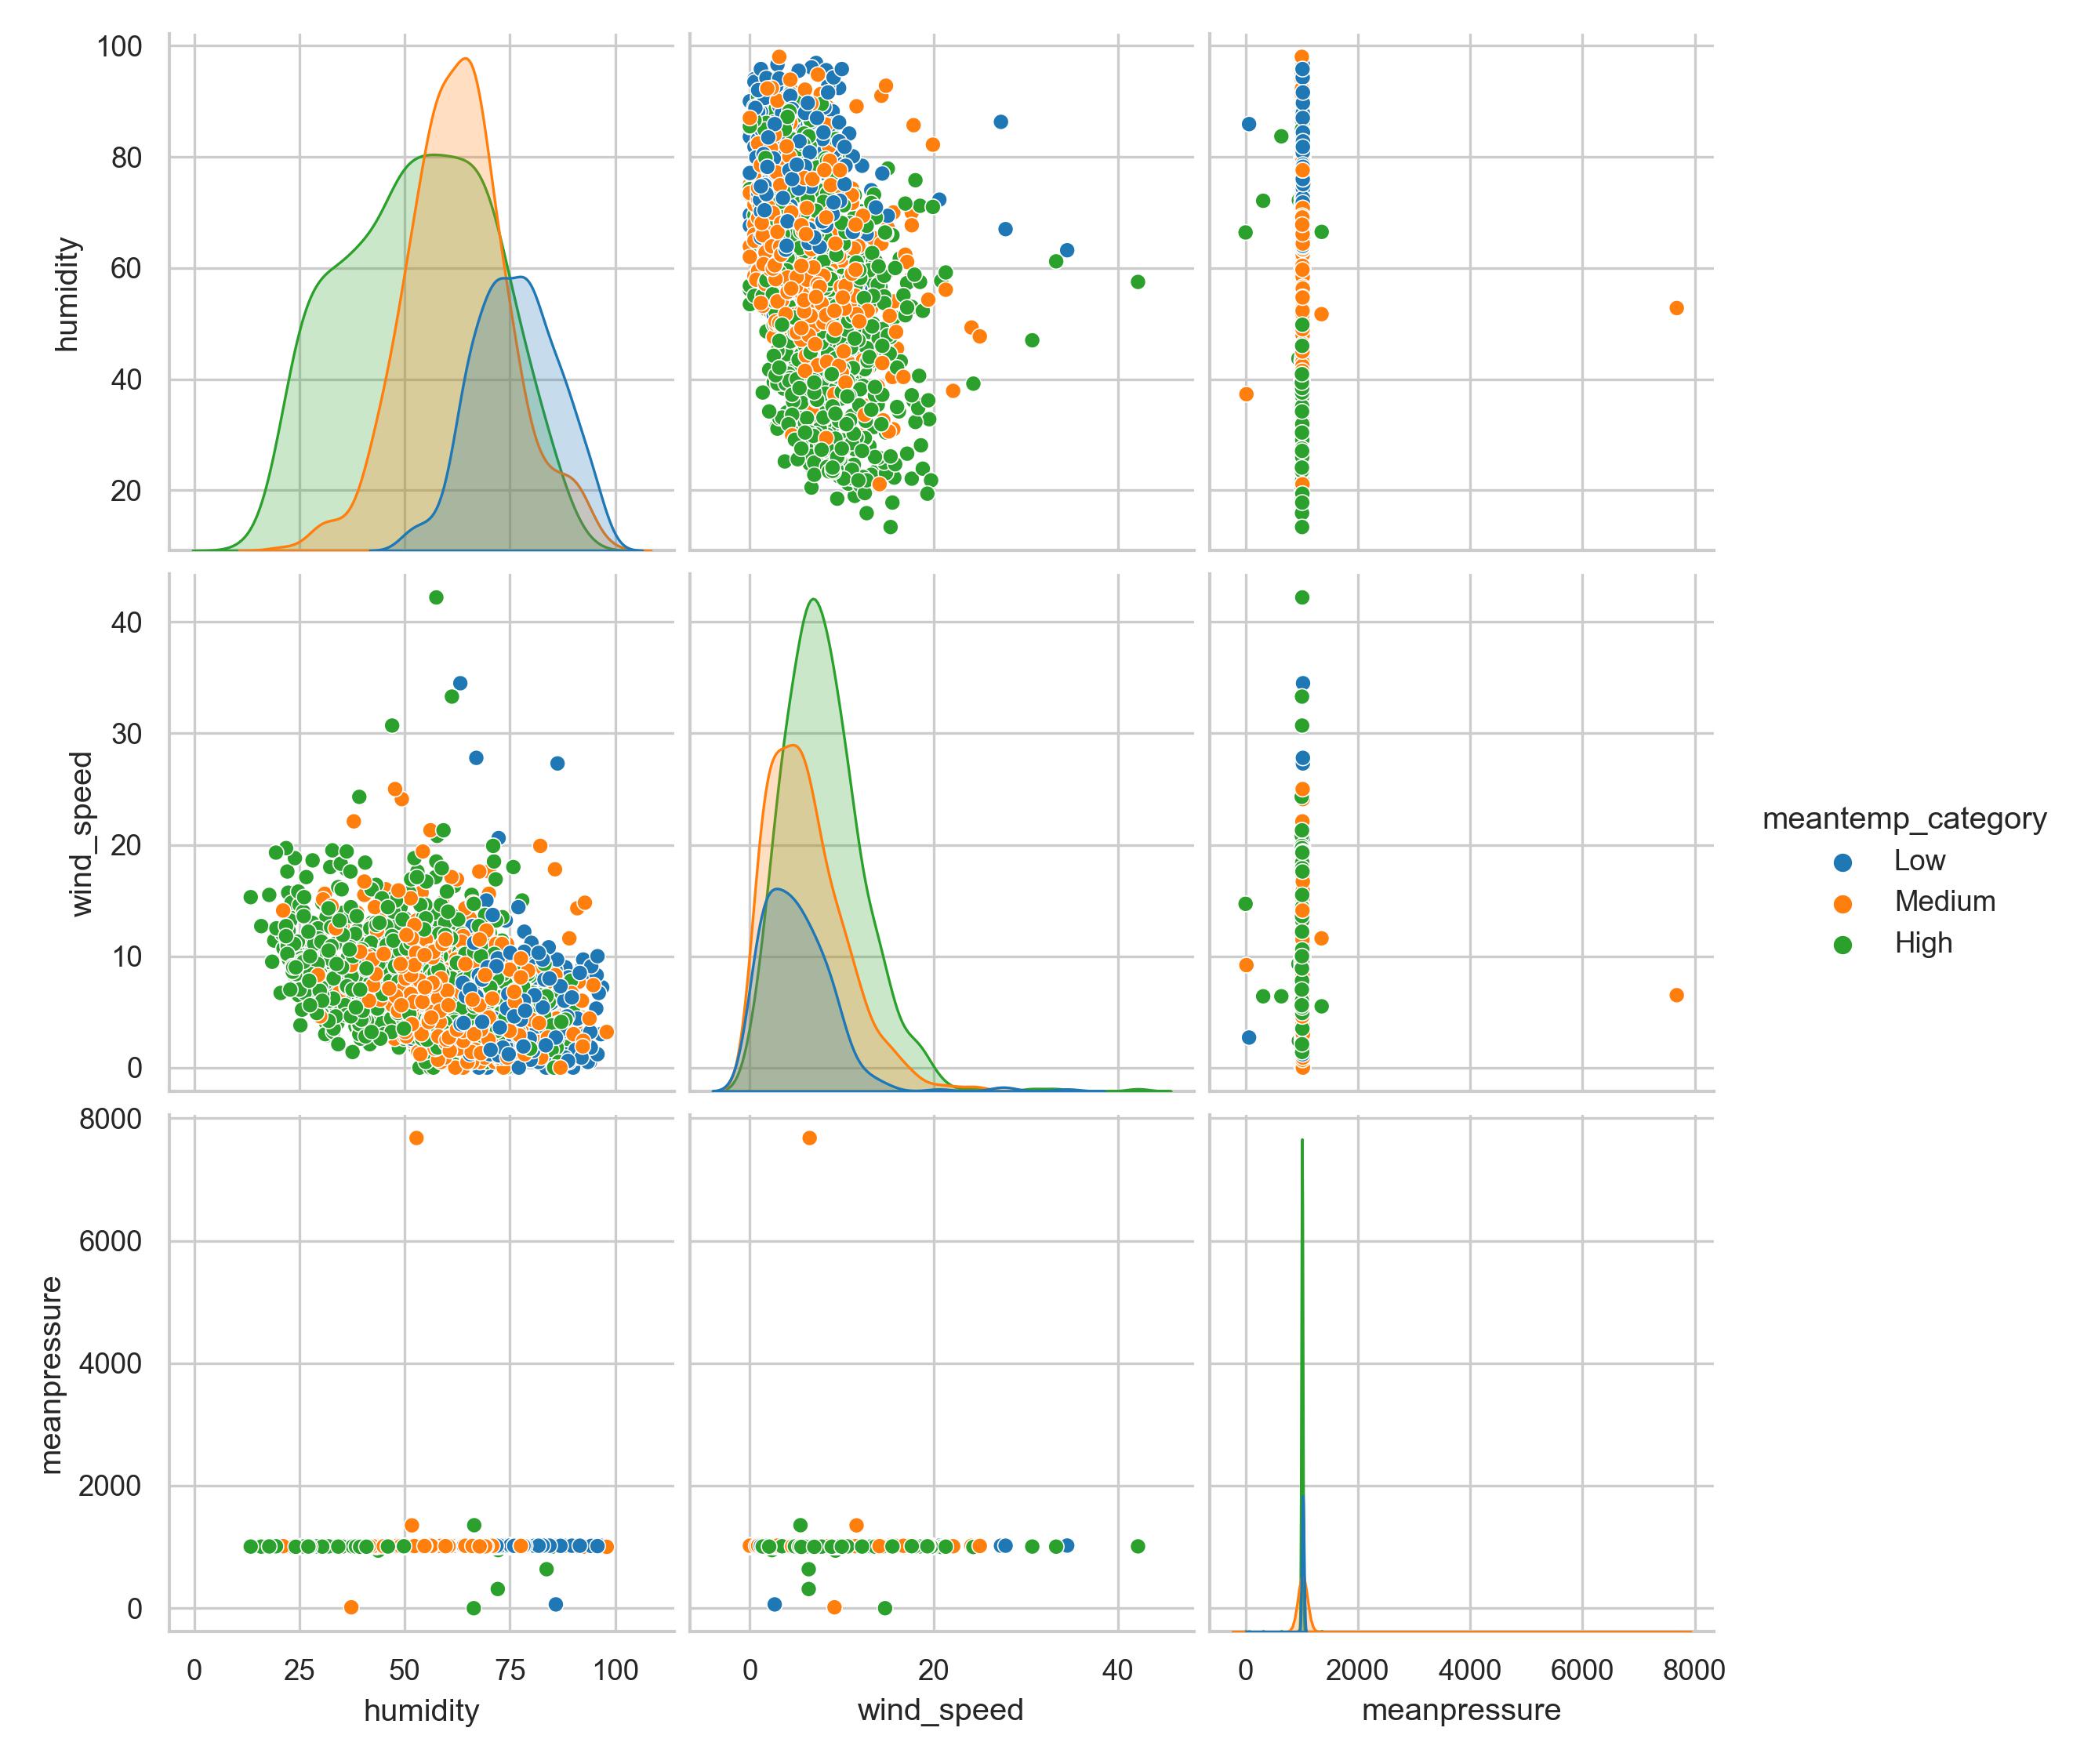 100
80
60
40
20
humidity
40
30
20
10
0
wind_speed
meantemp_category
Low
Medium
High
8000
6000
4000
2000
0
meanpressure
0 25 50 75 100
humidity
0 20 40
wind_speed
0 2000 4000 6000 8000
meanpressure